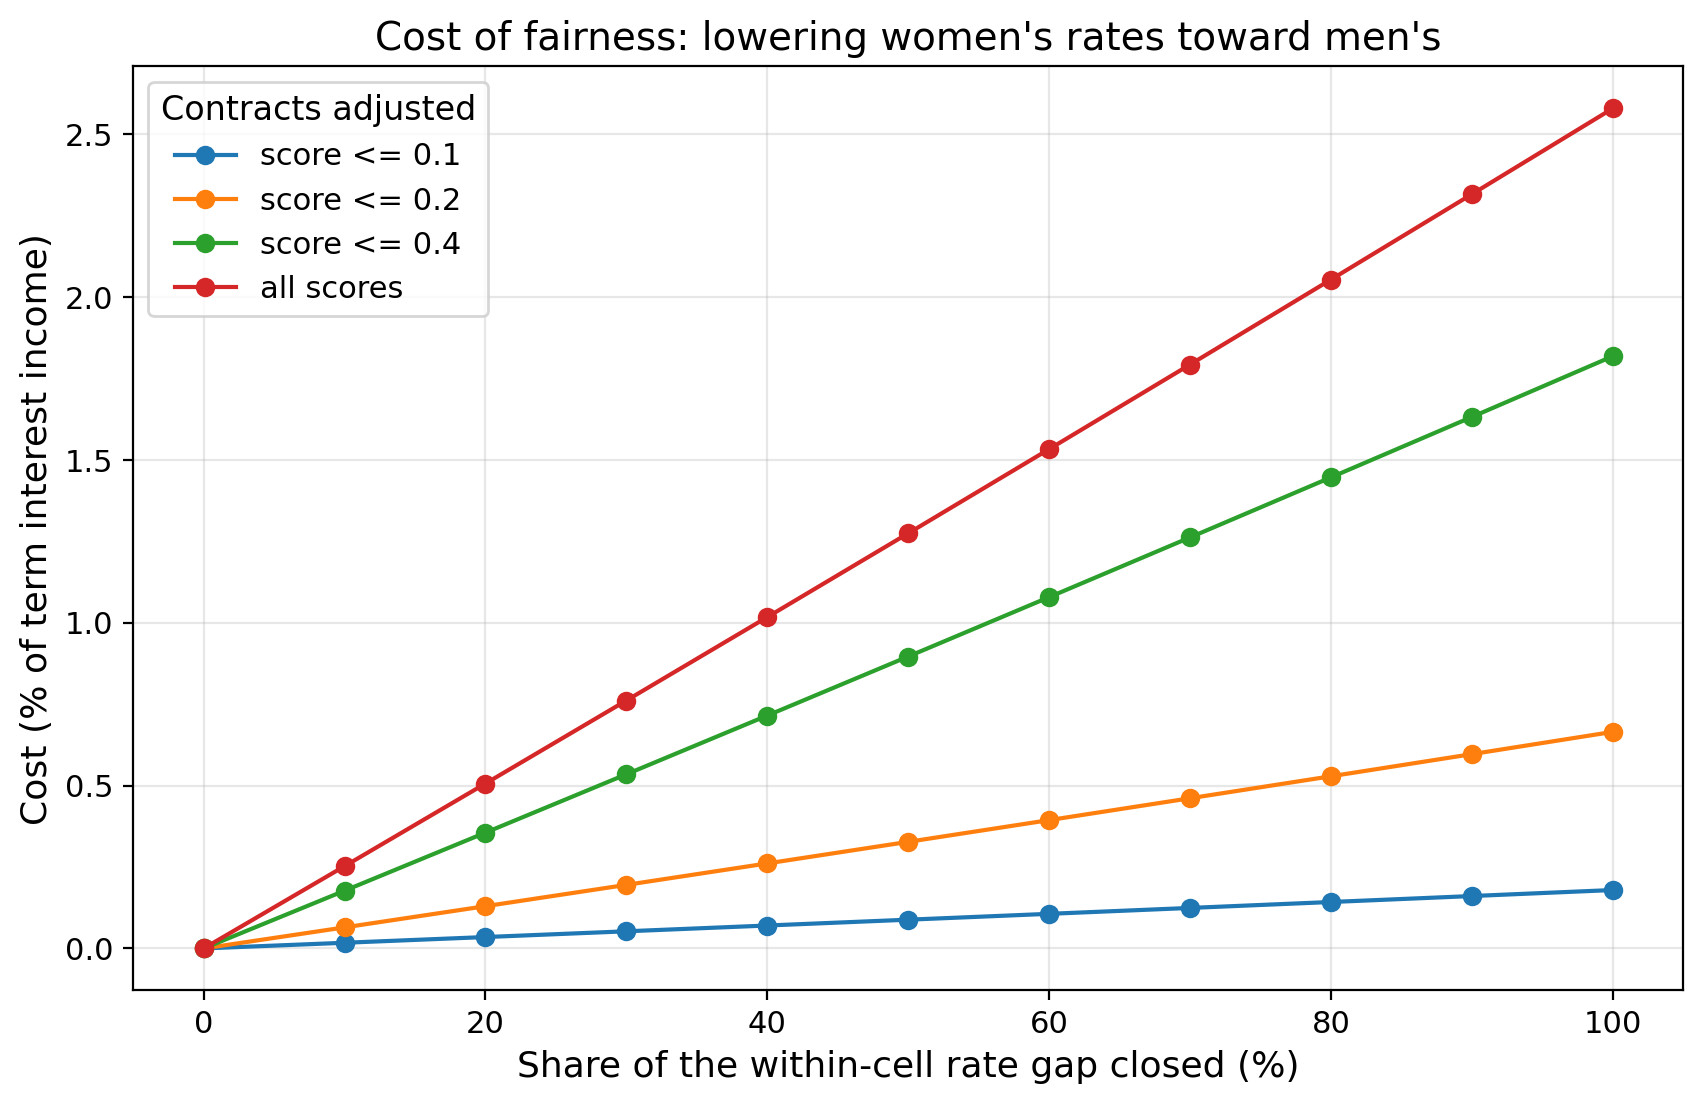 Cost of fairness: lowering women's rates toward men's
Contracts adjusted
score <= 0.1
score <= 0.2
score <= 0.4
all scores
Cost (% of term interest income)
2.5
2.0
1.5
1.0
0.5
0.0
0 20 40 60 80 100
Share of the within-cell rate gap closed (%)